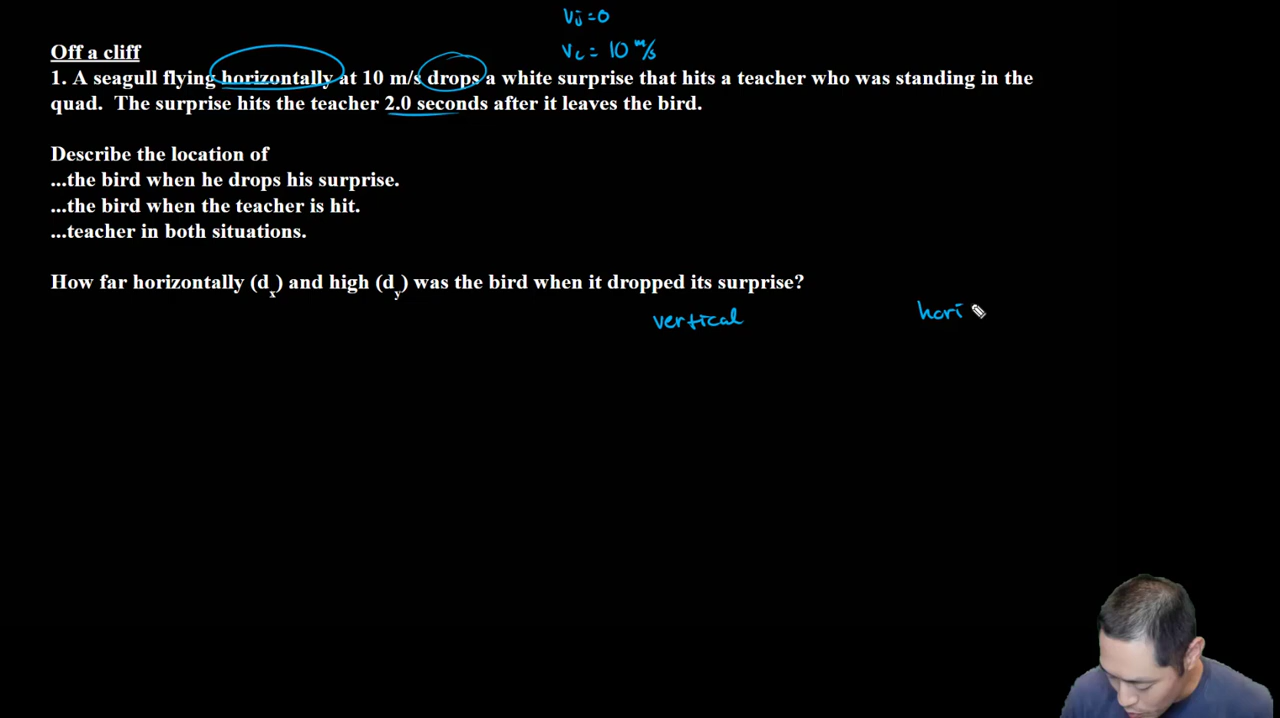 Vi = 0
Off a cliff
Vc = 10 m/s
1. A seagull flying horizontally at 10 m/s drops a white surprise that hits a teacher who was standing in the
quad. The surprise hits the teacher 2.0 seconds after it leaves the bird.
Describe the location of
...the bird when he drops his surprise.
...the bird when the teacher is hit.
...teacher in both situations.
How far horizontally (dx) and high (dy) was the bird when it dropped its surprise?
vertical hori